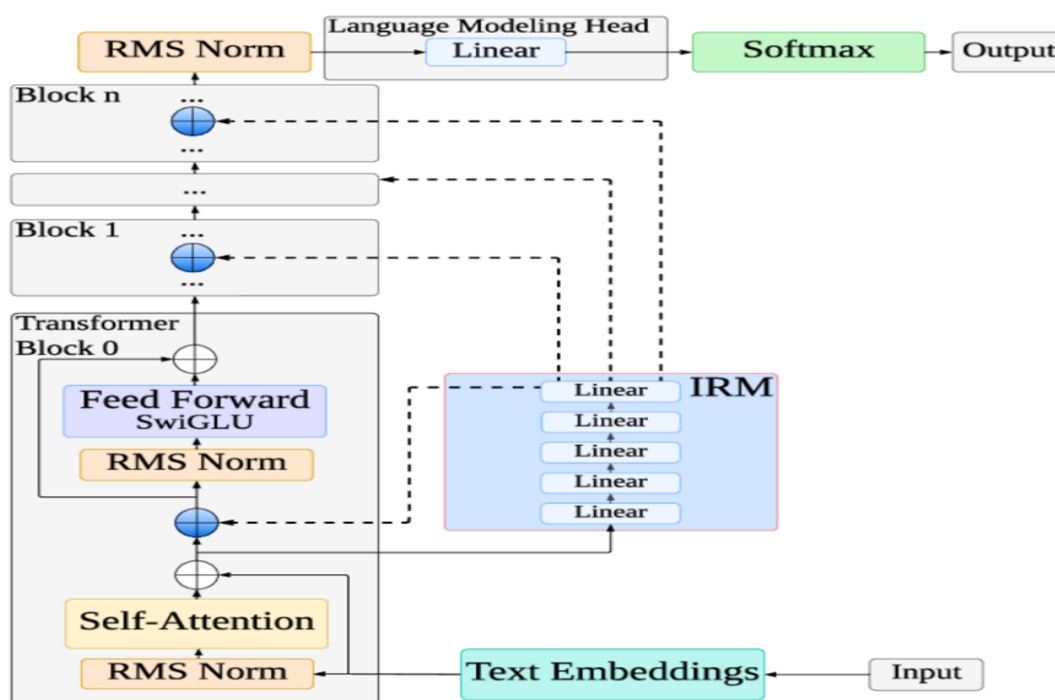 Language Modeling Head
RMS Norm
Linear
Softmax
Output
Block n
...
...
...
Block 1
...
...
Transformer
Block 0
Feed Forward
SwiGLU
RMS Norm
IRM
Linear
Linear
Linear
Linear
Linear
Self-Attention
RMS Norm
Text Embeddings
Input